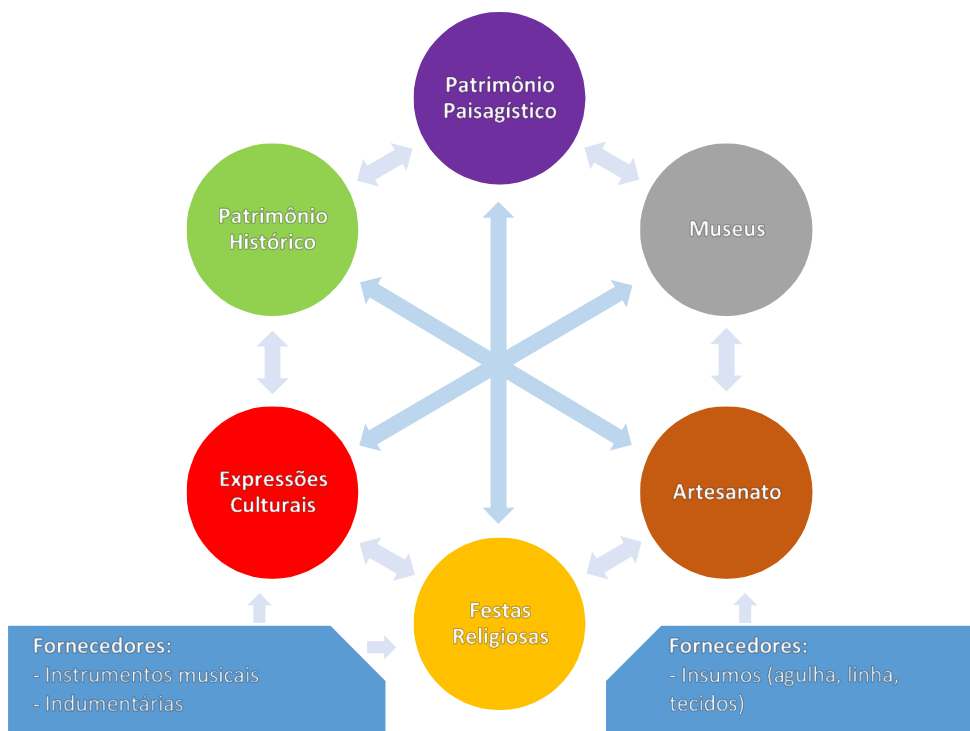 Patrimônio
Paisagístico
Patrimônio
Histórico
Museus
Expressões
Culturais
Artesanato
Festas
Religiosas
Fornecedores:
- Instrumentos musicais
- Indumentárias
Fornecedores:
- Insumos (agulha, linha,
tecidos)